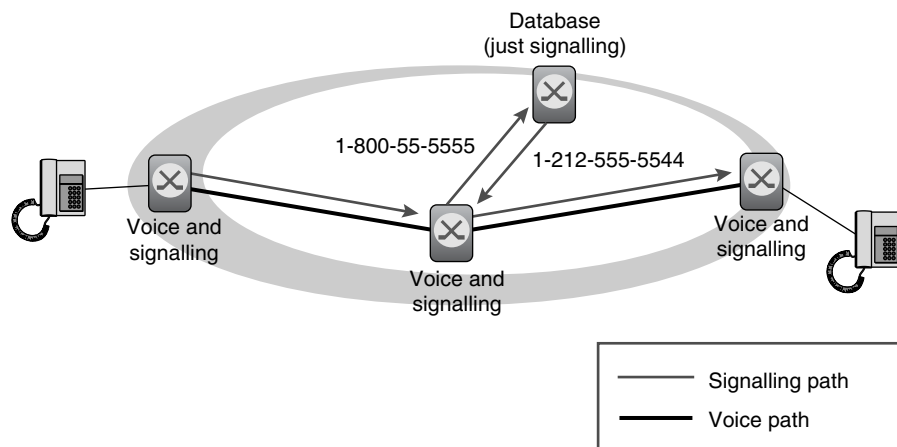 Database
(just signalling)
1-800-55-5555
1-212-555-5544
Voice and
signalling
Voice and
signalling
Voice and
signalling
Signalling path
Voice path